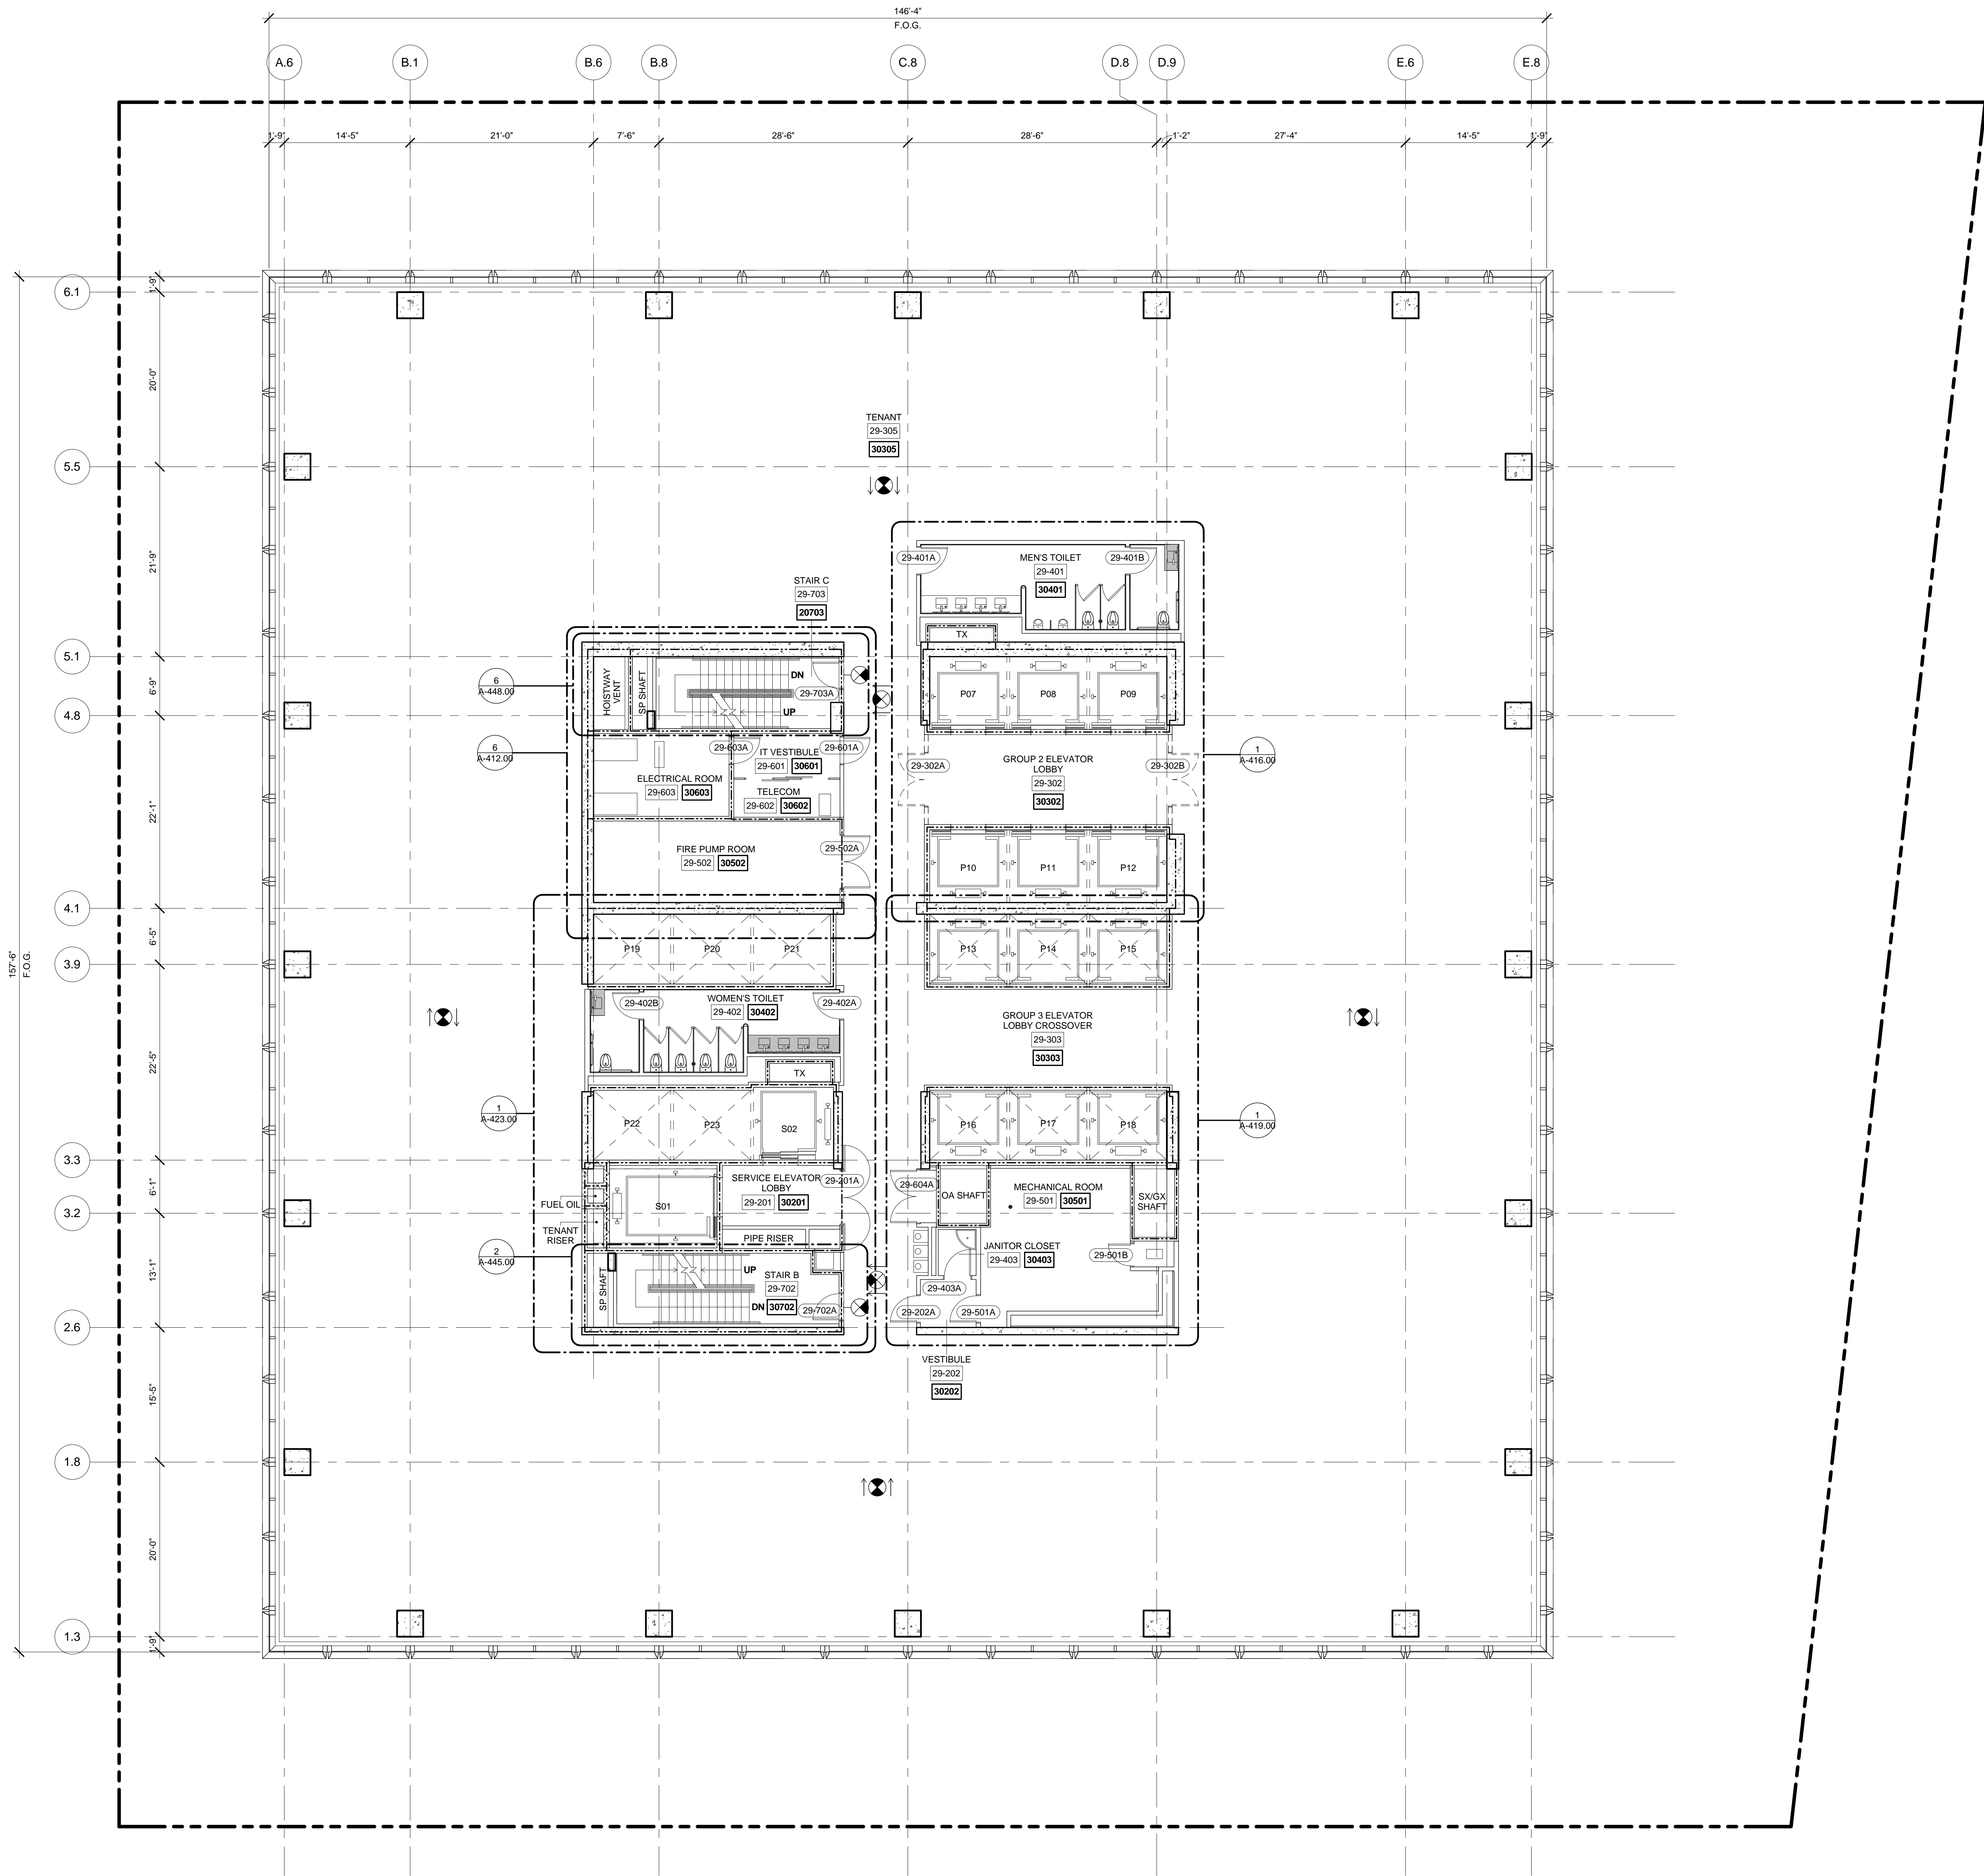 146'-4"
F.O.G.
A.6
B.1
B.6
B.8
C.8
D.8
D.9
E.6
E.8
1'-9"
14'-5"
21'-0"
7'-6"
28'-6"
28'-6"
1'-2"
27'-4"
14'-5"
1'-9"
157'-6"
F.O.G.
6.1
5.5
5.1
4.8
4.1
3.9
3.3
3.2
2.6
1.8
1.3
1'-9"
20'-0"
21'-9"
6'-9"
22'-1"
6'-5"
22'-5"
6'-1"
13'-1"
15'-5"
20'-0"
1'-9"
TENANT
29-305
30305
29-401A
MEN'S TOILET
29-401
30401
29-401B
STAIR C
29-703
20703
TX
6
A-448.00
HOISTWAY
VENT
SP SHAFT
DN
29-703A
UP
P07
P08
P09
6
A-412.00
29-603A
IT VESTIBULE
29-601
30601
29-601A
ELECTRICAL ROOM
29-603
30603
TELECOM
29-602
30602
29-302A
GROUP 2 ELEVATOR
LOBBY
29-302
30302
29-302B
1
A-416.00
FIRE PUMP ROOM
29-502
30502
29-502A
P10
P11
P12
P19
P20
P21
P13
P14
P15
29-402B
WOMEN'S TOILET
29-402
30402
29-402A
GROUP 3 ELEVATOR
LOBBY CROSSOVER
29-303
30303
TX
1
A-423.00
P22
P23
S02
P16
P17
P18
1
A-419.00
FUEL OIL
TENANT
RISER
S01
SERVICE ELEVATOR
LOBBY
29-201
30201
29-201A
PIPE RISER
29-604A
OA SHAFT
MECHANICAL ROOM
29-501
30501
SX/GX
SHAFT
2
A-445.00
SP SHAFT
UP
DN
STAIR B
29-702
30702
29-702A
JANITOR CLOSET
29-403
30403
29-501B
29-403A
29-202A
29-501A
VESTIBULE
29-202
30202